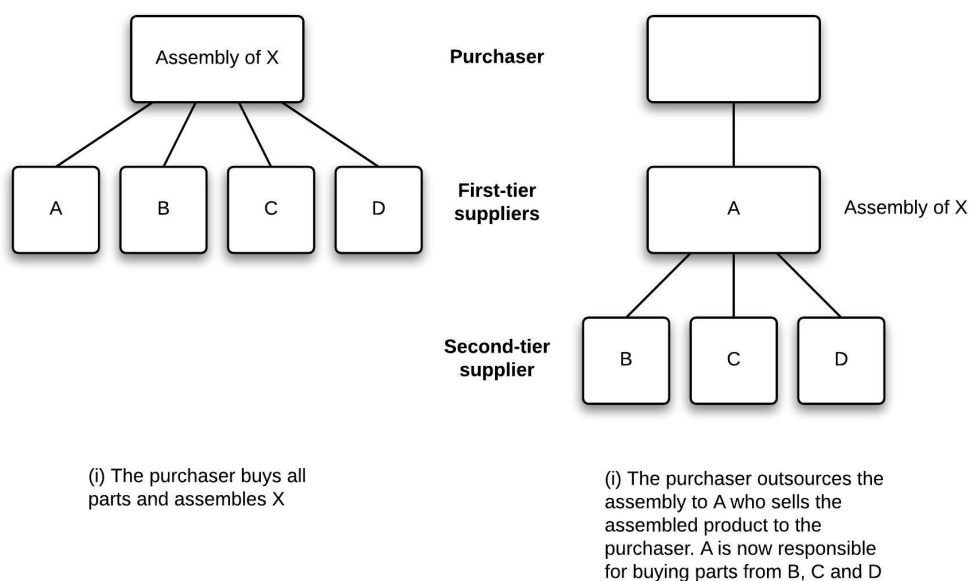 Assembly of X
Purchaser
A
B
C
D
First-tier
suppliers
A
Assembly of X
Second-tier
supplier
B
C
D
(i) The purchaser buys all
parts and assembles X
(i) The purchaser outsources the
assembly to A who sells the
assembled product to the
purchaser. A is now responsible
for buying parts from B, C and D